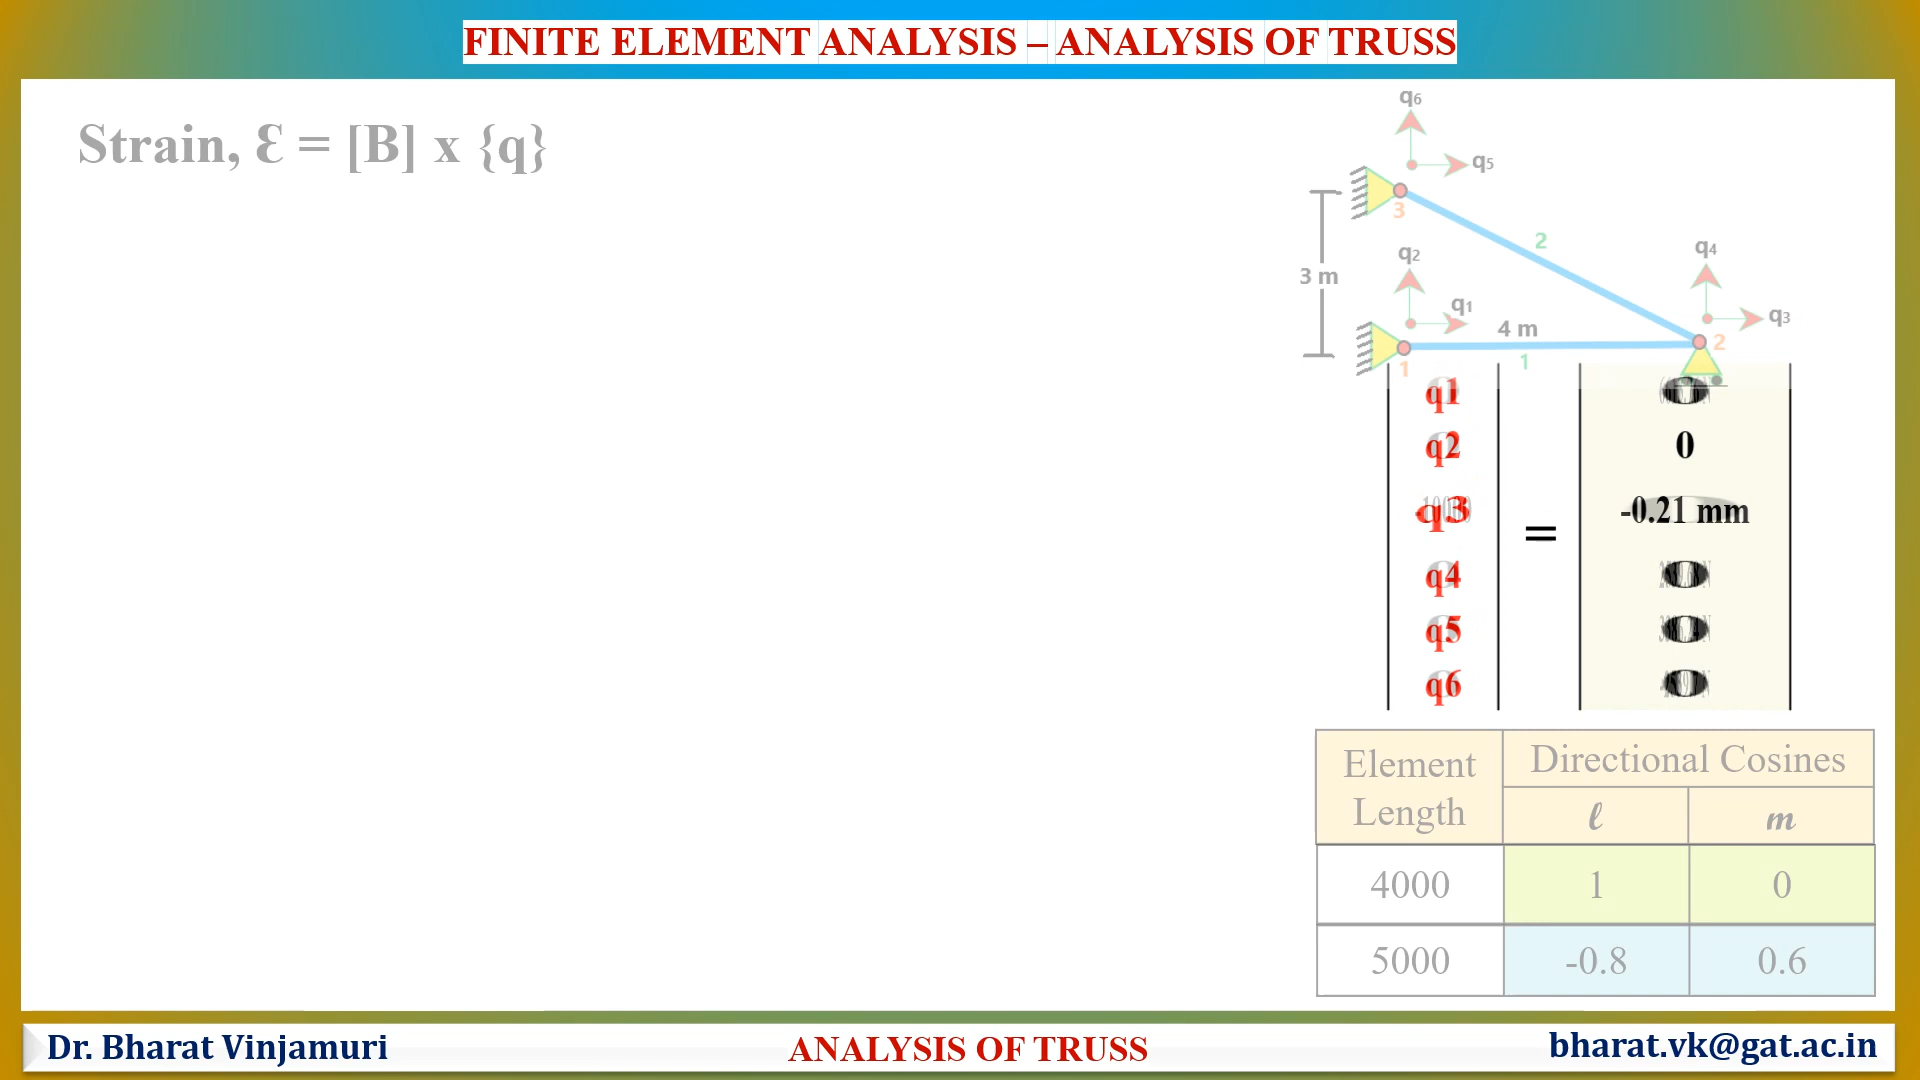 FINITE ELEMENT ANALYSIS – ANALYSIS OF TRUSS
Strain, Ɛ = [B] x {q}
q6
q5
3
2
q2
q4
3 m
q1
4 m
q3
1
1
2
q1
q2
0
q3
=
-0.21 mm
q4
q5
q6
Element Length
Directional Cosines
ℓ
m
4000
1
0
5000
-0.8
0.6
Dr. Bharat Vinjamuri
ANALYSIS OF TRUSS
bharat.vk@gat.ac.in